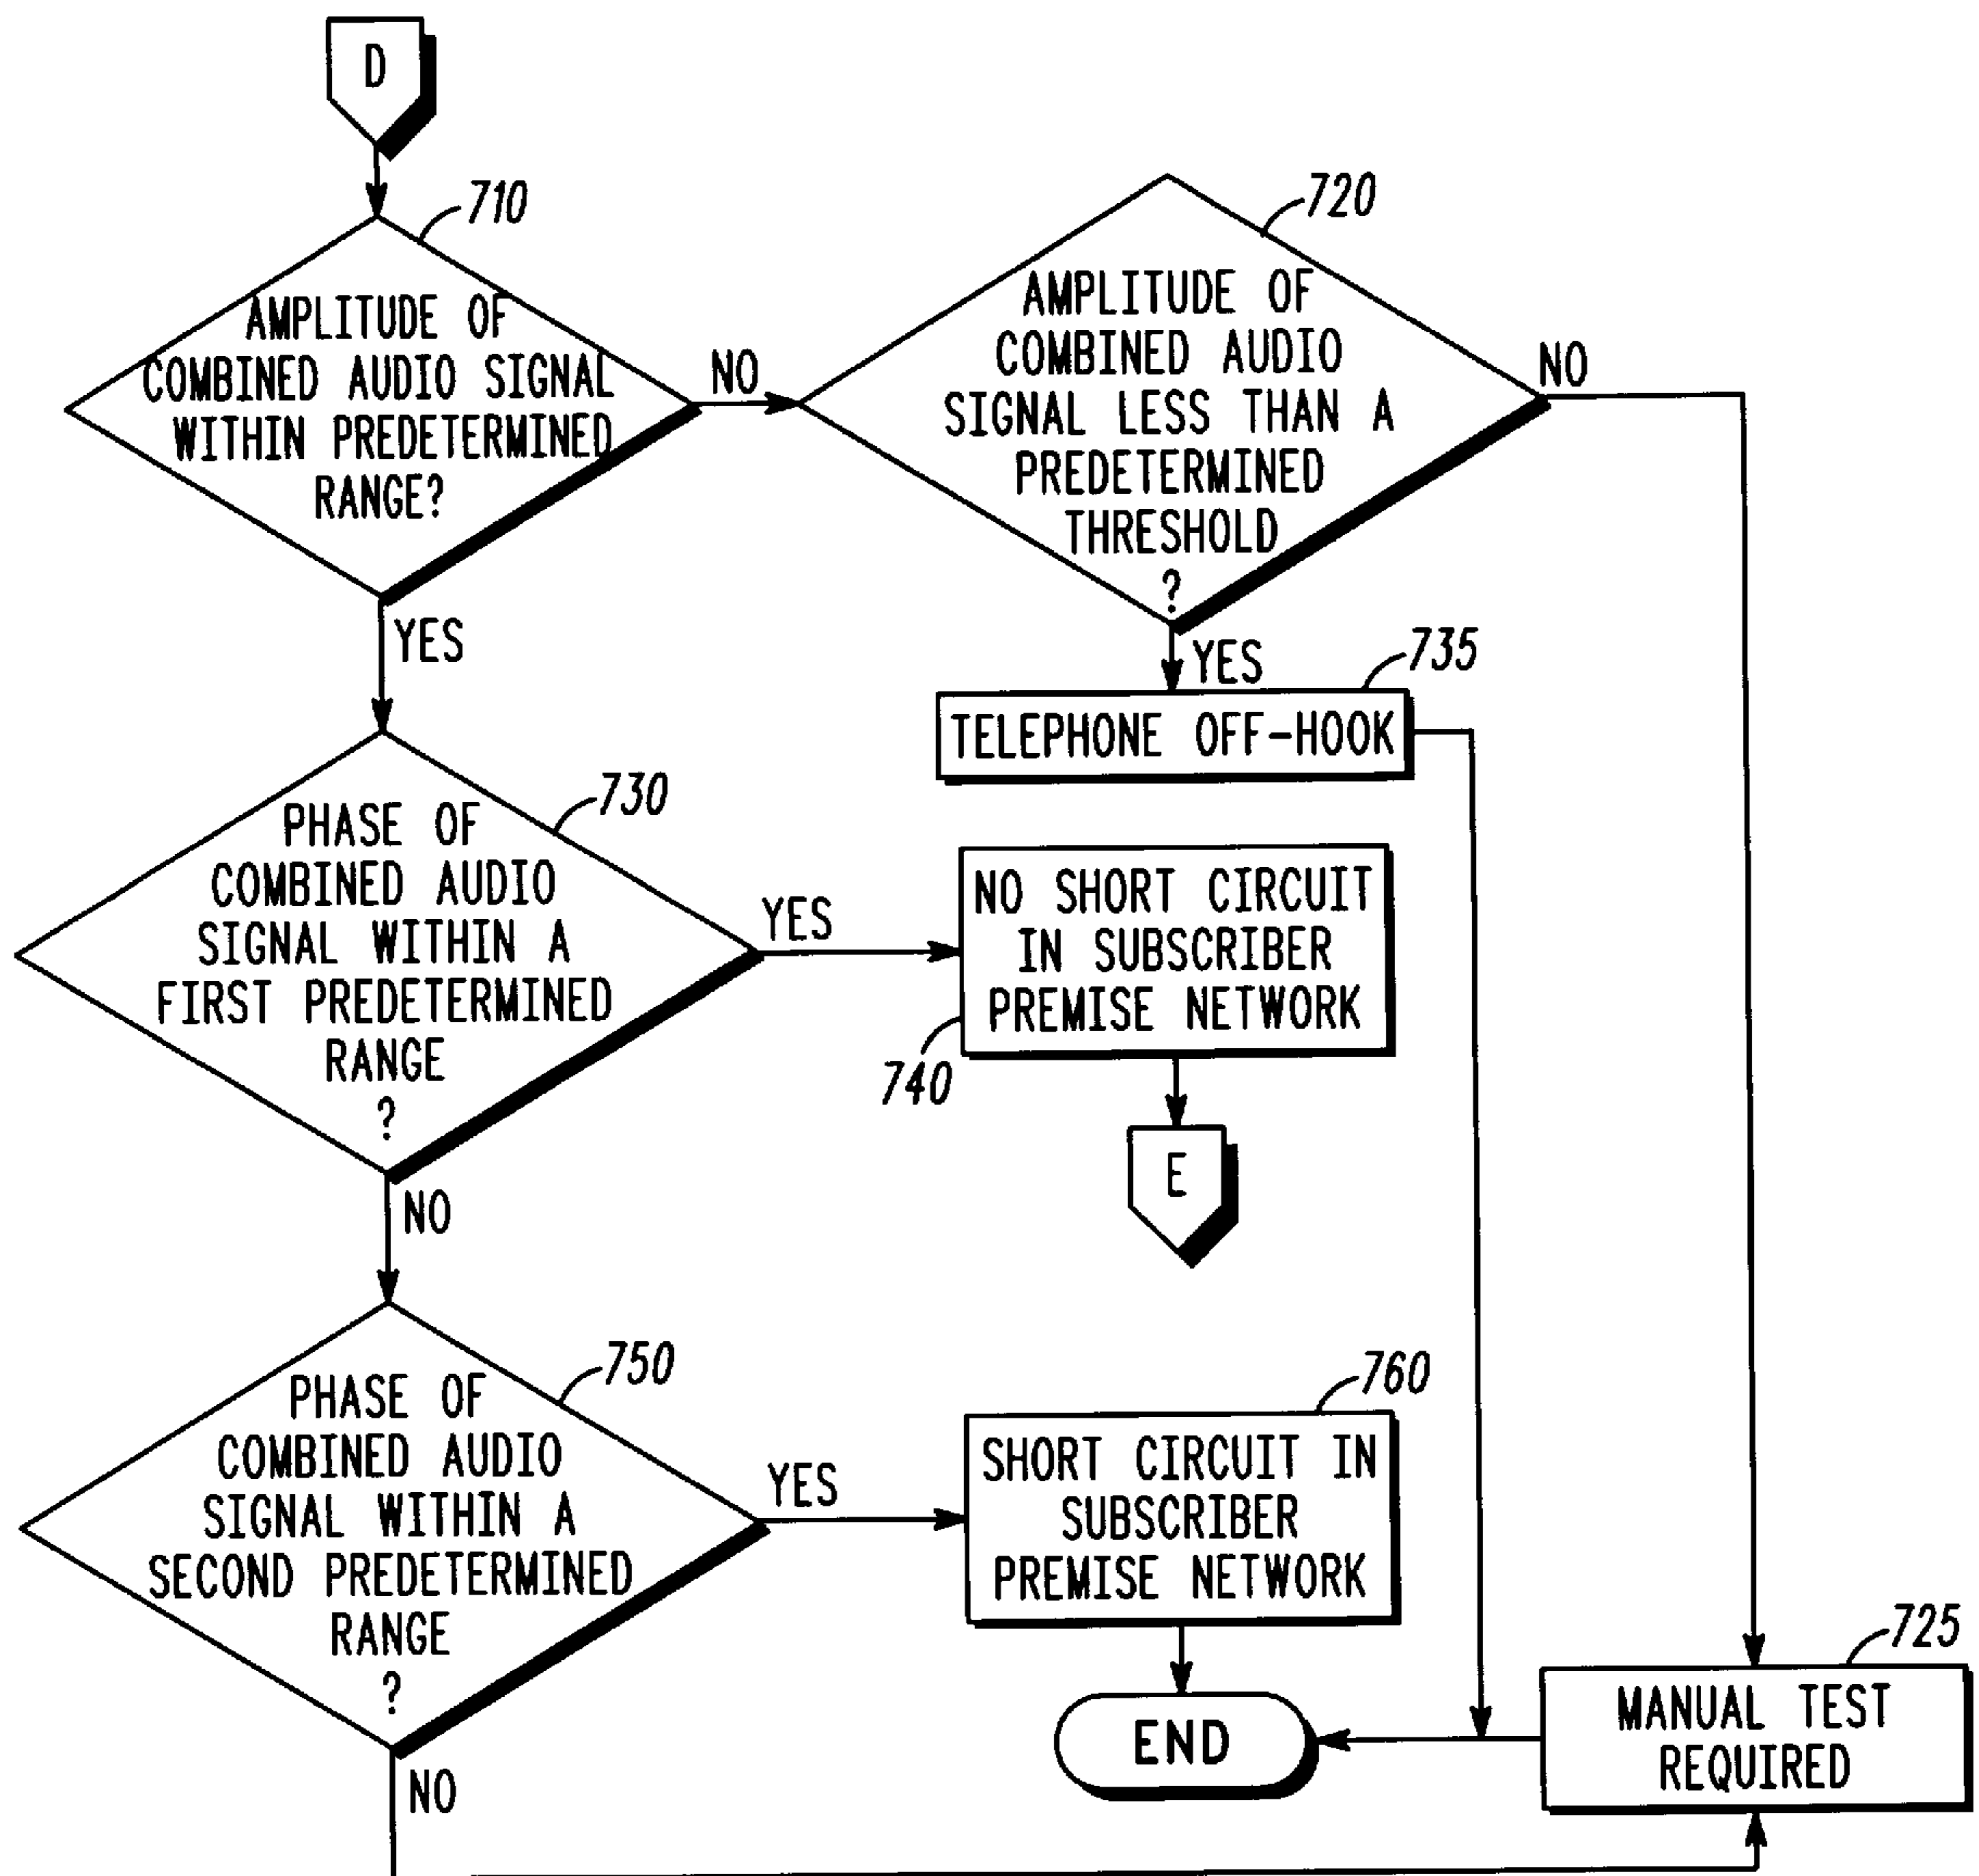 D
710
AMPLITUDE OF
COMBINED AUDIO SIGNAL
WITHIN PREDETERMINED
RANGE?
NO
YES
720
AMPLITUDE OF
COMBINED AUDIO
SIGNAL LESS THAN A
PREDETERMINED
THRESHOLD
?
NO
YES
735
TELEPHONE OFF-HOOK
730
PHASE OF
COMBINED AUDIO
SIGNAL WITHIN A
FIRST PREDETERMINED
RANGE
?
YES
NO
NO SHORT CIRCUIT
IN SUBSCRIBER
PREMISE NETWORK
740
E
750
PHASE OF
COMBINED AUDIO
SIGNAL WITHIN A
SECOND PREDETERMINED
RANGE
?
YES
NO
760
SHORT CIRCUIT IN
SUBSCRIBER
PREMISE NETWORK
END
725
MANUAL TEST
REQUIRED